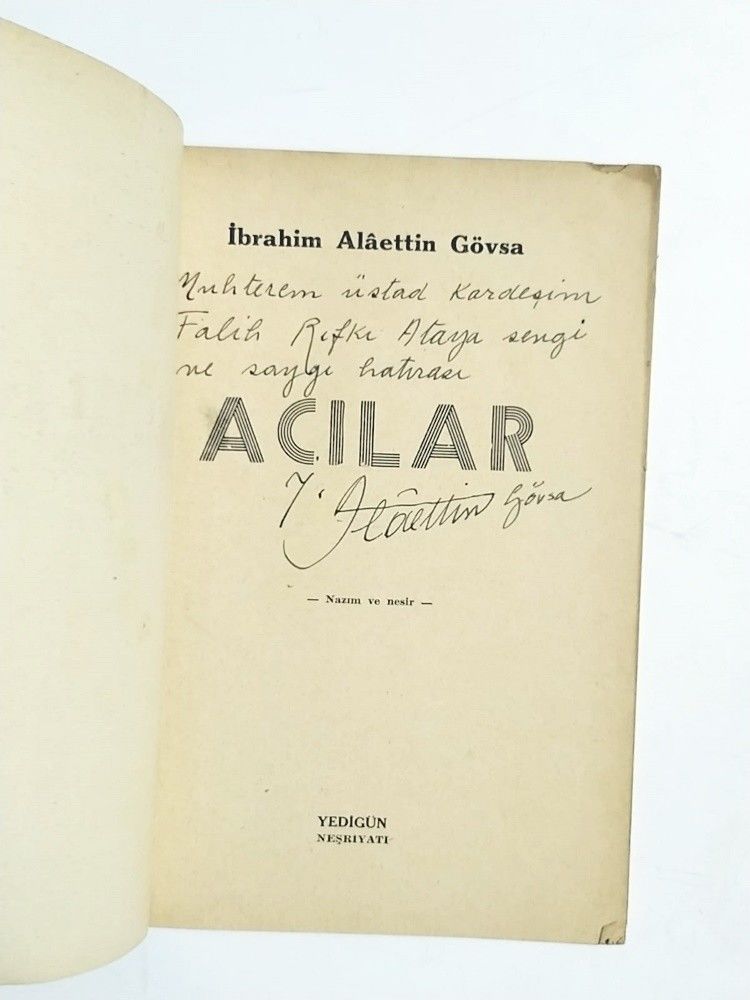 İbrahim Alâettin Gövsa
Muhterem üstad kardeşim
Falih Rıfkı Ataya sevgi
ve saygı hatırası
ACILAR
İ. Alâettin Gövsa
— Nazım ve nesir —
YEDİGÜN
NEŞRİYATI